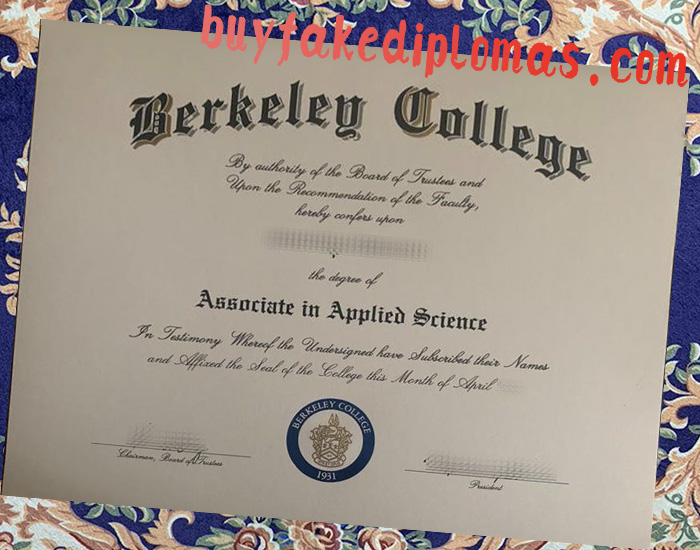 buyfakediplomas.com
Berkeley College
By authority of the Board of Trustees and
Upon the Recommendation of the Faculty,
hereby confers upon
the degree of
Associate in Applied Science
In Testimony Whereof the Undersigned have Subscribed their Names
and Affixed the Seal of the College this Month of April
BERKELEY COLLEGE
1931
Chairman, Board of Trustees
President